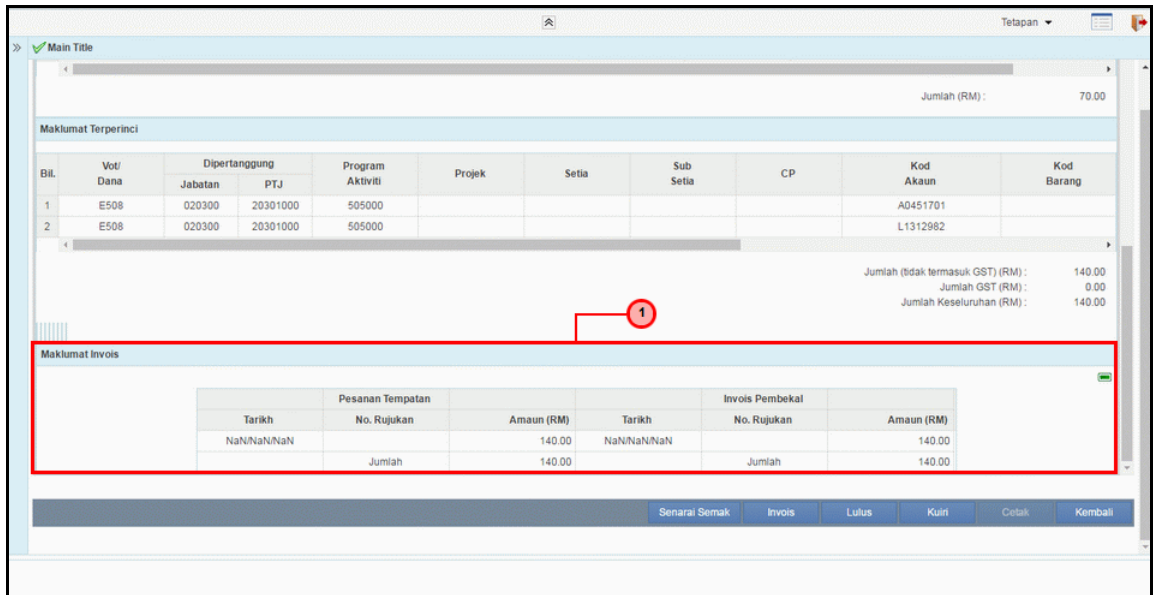 Tetapan
Main Title
Jumlah (RM) : 70.00
Maklumat Terperinci
Bil. Vot/ Dana Dipertanggung Program Aktiviti Projek Setia Sub Setia CP Kod Akaun Kod Barang
Jabatan PTJ
1 E508 020300 20301000 505000 A0451701
2 E508 020300 20301000 505000 L1312982
Jumlah (tidak termasuk GST) (RM) : 140.00
Jumlah GST (RM) : 0.00
Jumlah Keseluruhan (RM) : 140.00
1
Maklumat Invois
Pesanan Tempatan Invois Pembekal
Tarikh No. Rujukan Amaun (RM) Tarikh No. Rujukan Amaun (RM)
NaN/NaN/NaN 140.00 NaN/NaN/NaN 140.00
Jumlah 140.00 Jumlah 140.00
Senarai Semak Invois Lulus Kuiri Cetak Kembali